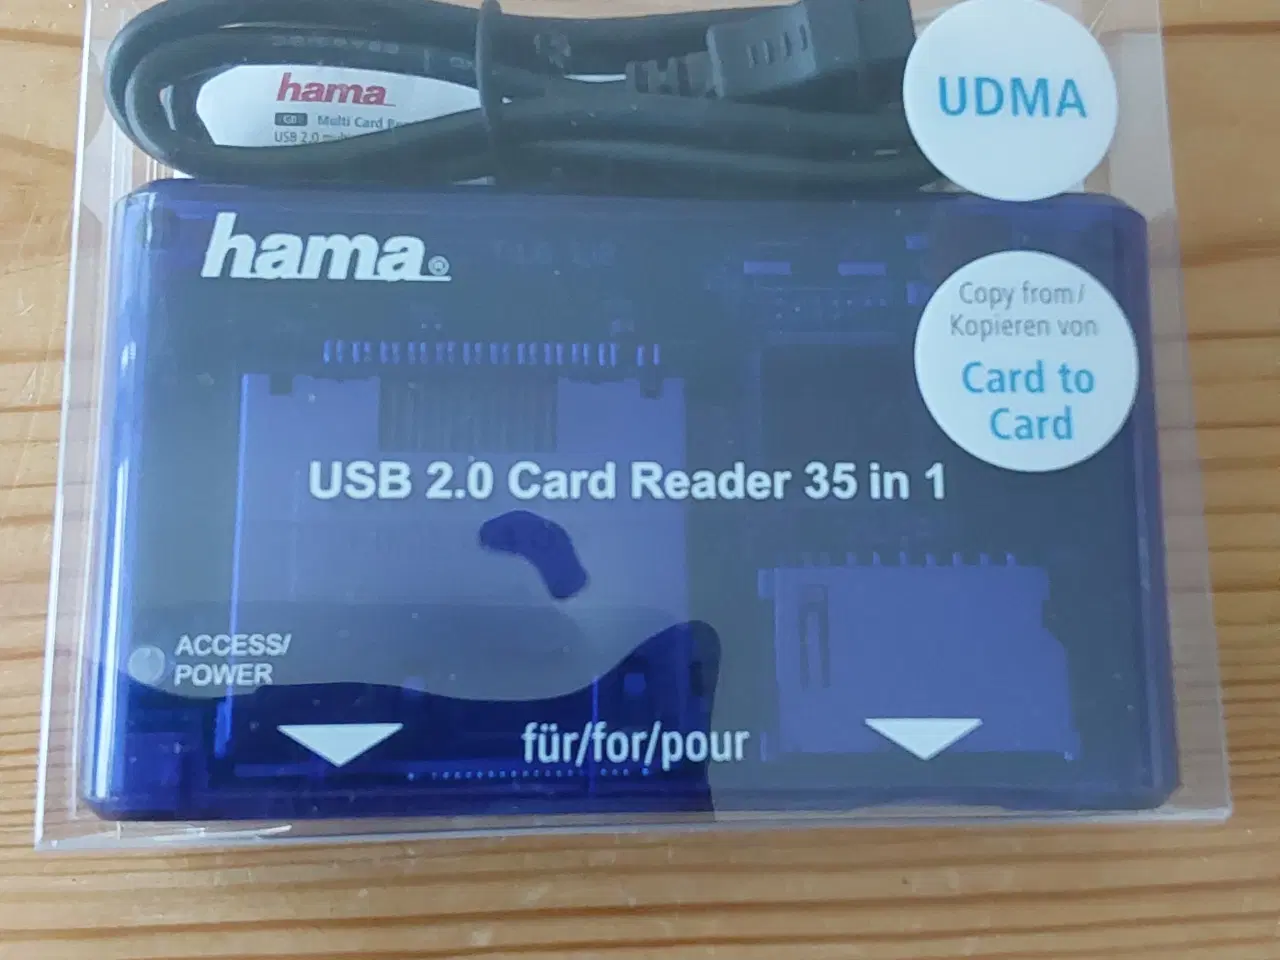 hama
GB Multi Card
USB 2.0
UDMA
hama®
Copy from/
Kopieren von
Card to
Card
USB 2.0 Card Reader 35 in 1
ACCESS/
POWER
für/for/pour